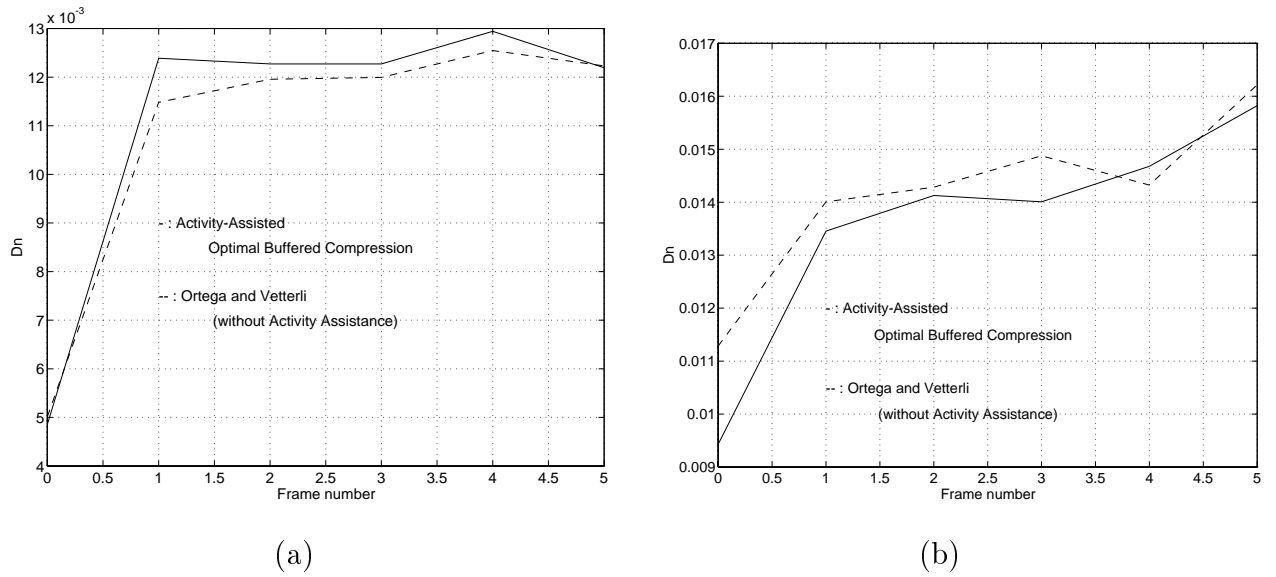 x 10^-3
13
12
11
10
9
8
7
6
5
4
Dn
- : Activity-Assisted
Optimal Buffered Compression
-- : Ortega and Vetterli
(without Activity Assistance)
0 0.5 1 1.5 2 2.5 3 3.5 4 4.5 5
Frame number
(a)
0.017
0.016
0.015
0.014
0.013
0.012
0.011
0.01
0.009
Dn
- : Activity-Assisted
Optimal Buffered Compression
-- : Ortega and Vetterli
(without Activity Assistance)
0 0.5 1 1.5 2 2.5 3 3.5 4 4.5 5
Frame number
(b)